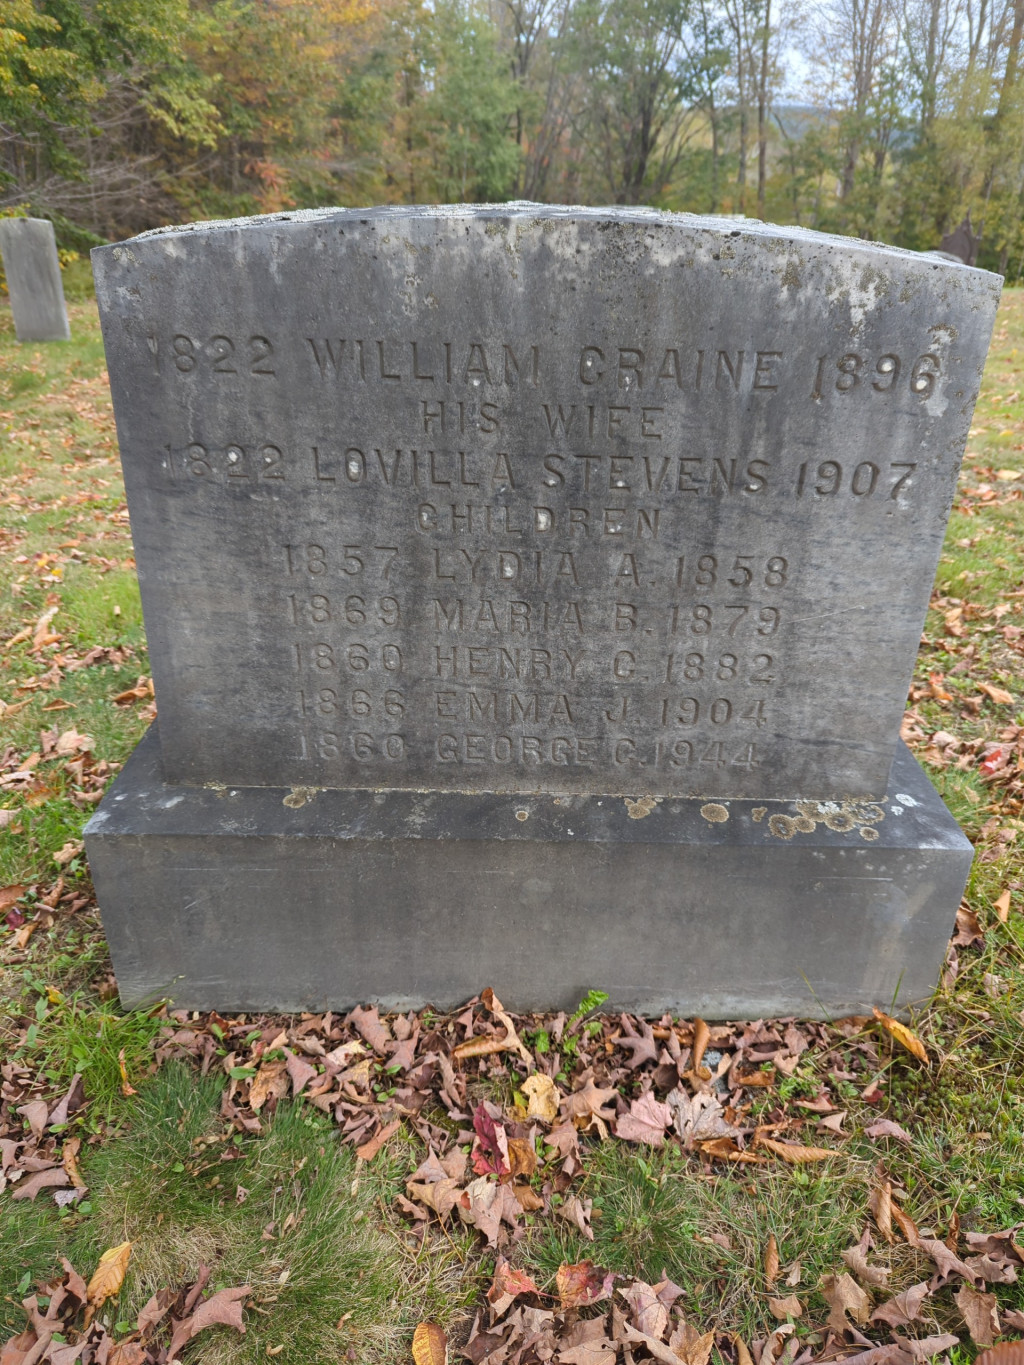 1822 WILLIAM CRAINE 1896
HIS WIFE
1822 LOVILLA STEVENS 1907
CHILDREN
1857 LYDIA A. 1858
1869 MARIA B. 1879
1860 HENRY C. 1882
1866 EMMA J. 1904
1860 GEORGE C. 1944